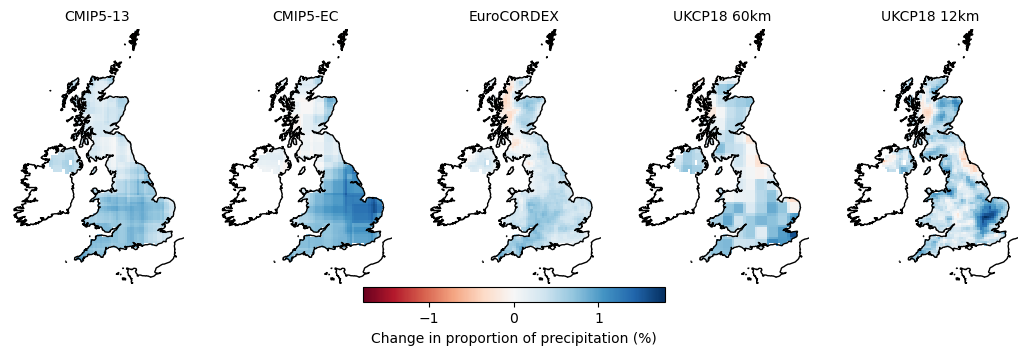 CMIP5-13 CMIP5-EC EuroCORDEX UKCP18 60km UKCP18 12km
−1 0 1
Change in proportion of precipitation (%)